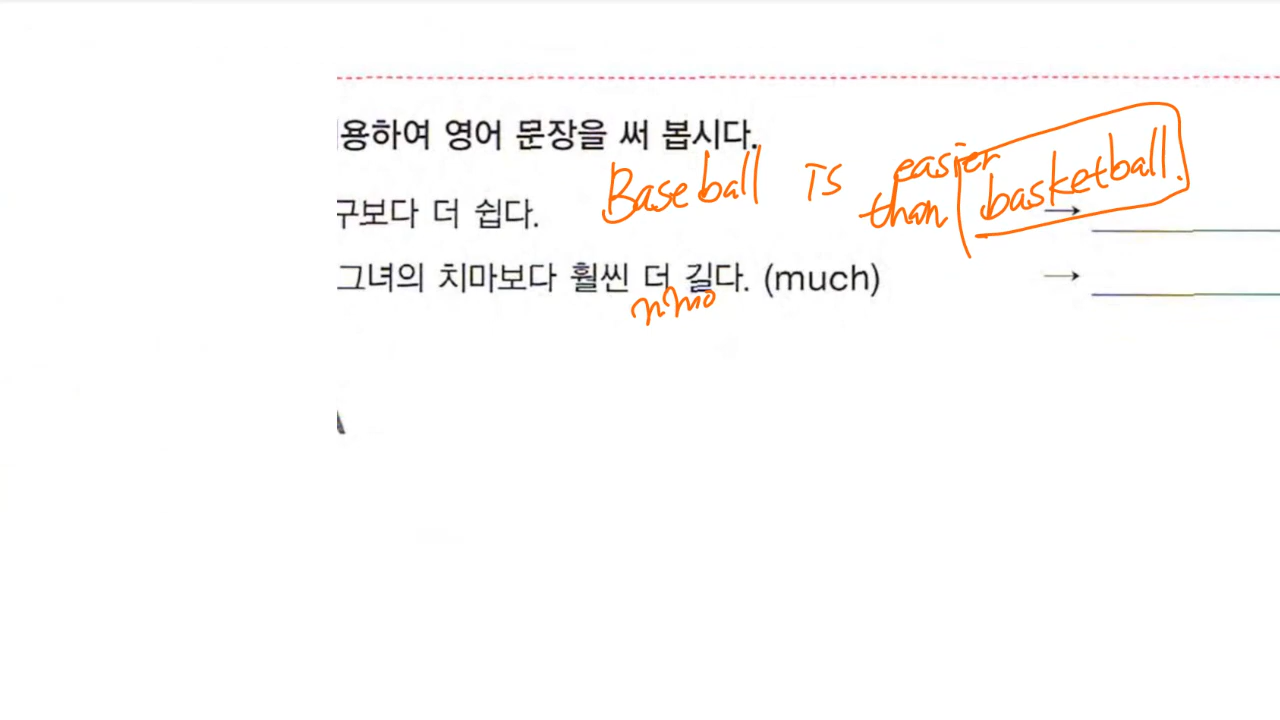 용하여 영어 문장을 써 봅시다.
구보다 더 쉽다.
Baseball is easier
than basketball.
→
그녀의 치마보다 훨씬 더 길다. (much)
→